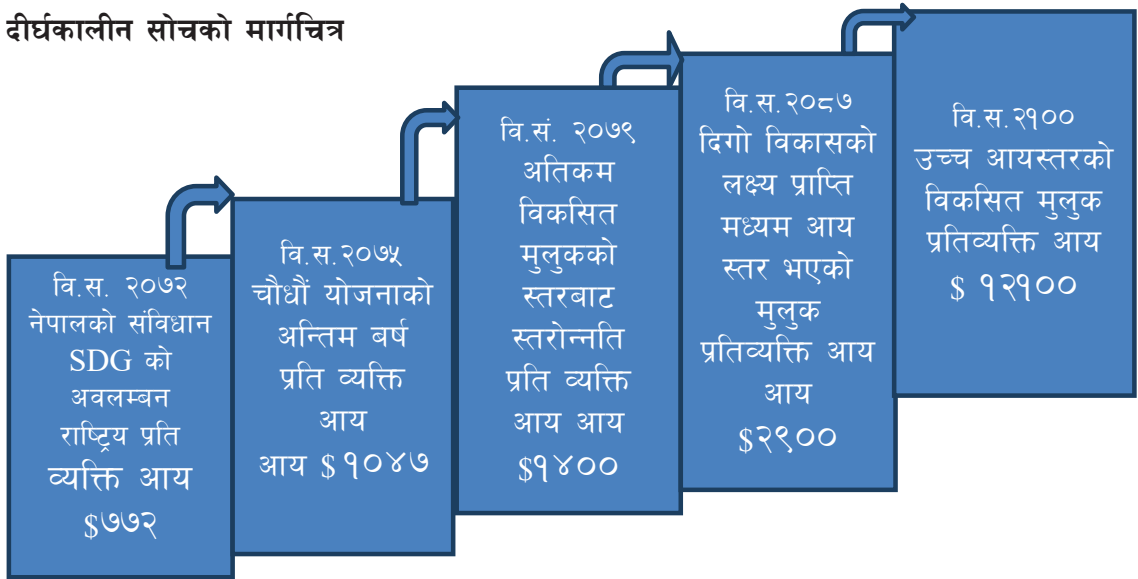 दीर्घकालीन सोचको मार्गचित्र
वि.स. २०७२
नेपालको संविधान
SDG को
अवलम्बन
राष्ट्रिय प्रति
व्यक्ति आय
$७७२
वि.स.२०७५
चौधौं योजनाको
अन्तिम बर्ष
प्रति व्यक्ति
आय
आय $ १०४७
वि.सं. २०७९
अतिकम
विकसित
मुलुकको
स्तरबाट
स्तरोन्नति
प्रति व्यक्ति
आय आय
$१४००
वि.स.२०८७
दिगो विकासको
लक्ष्य प्राप्ति
मध्यम आय
स्तर भएको
मुलुक
प्रतिव्यक्ति आय
आय
$२९००
वि.स.२१००
उच्च आयस्तरको
विकसित मुलुक
प्रतिव्यक्ति आय
$ १२१००